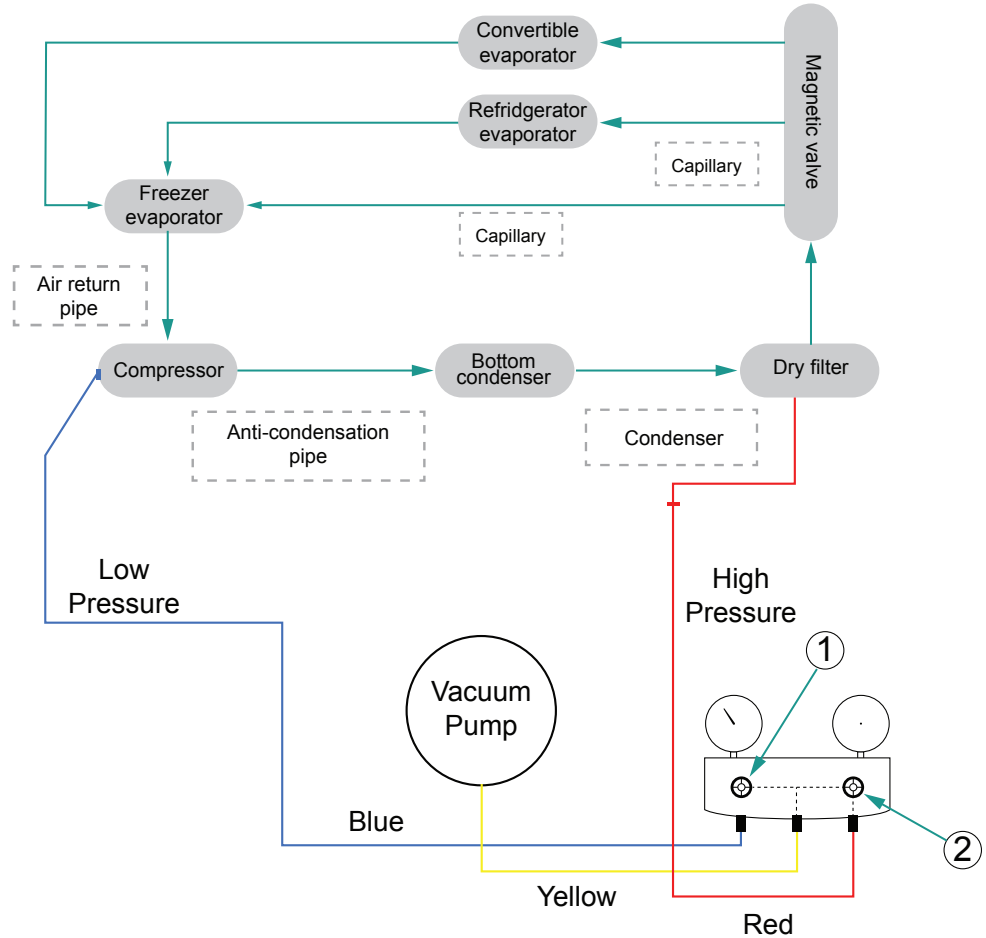 Convertible
evaporator
Refridgerator
evaporator
Magnetic valve
Capillary
Freezer
evaporator
Capillary
Air return
pipe
Compressor
Bottom
condenser
Dry filter
Anti-condensation
pipe
Condenser
Low
Pressure
High
Pressure
1
Vacuum
Pump
Blue
2
Yellow
Red